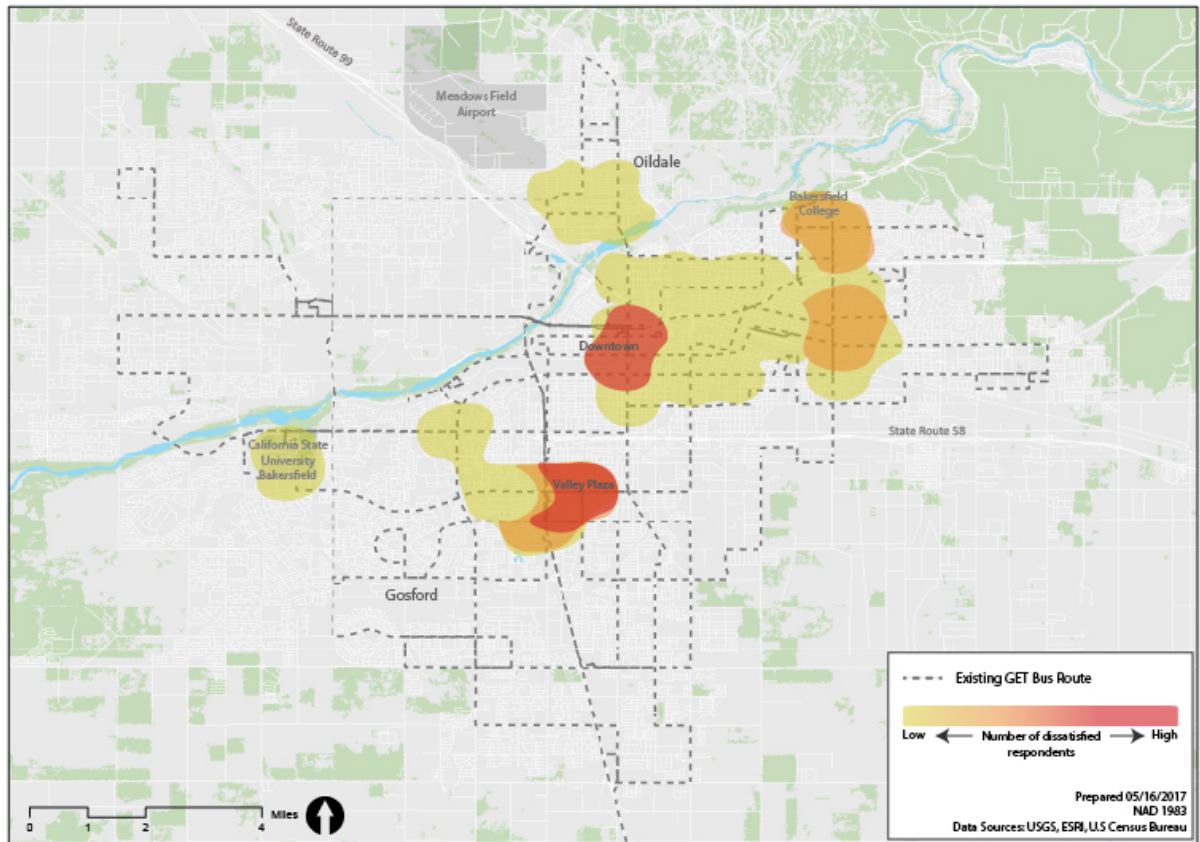 State Route 99
Meadows Field
Airport
Oildale
Bakersfield
College
Downtown
State Route 58
California State
University
Bakersfield
Valley Plaza
Gosford
Existing GET Bus Route
Low
Number of dissatisfied
respondents
High
0 1 2 4 Miles
Prepared 05/16/2017
NAD 1983
Data Sources: USGS, ESRI, U.S Census Bureau